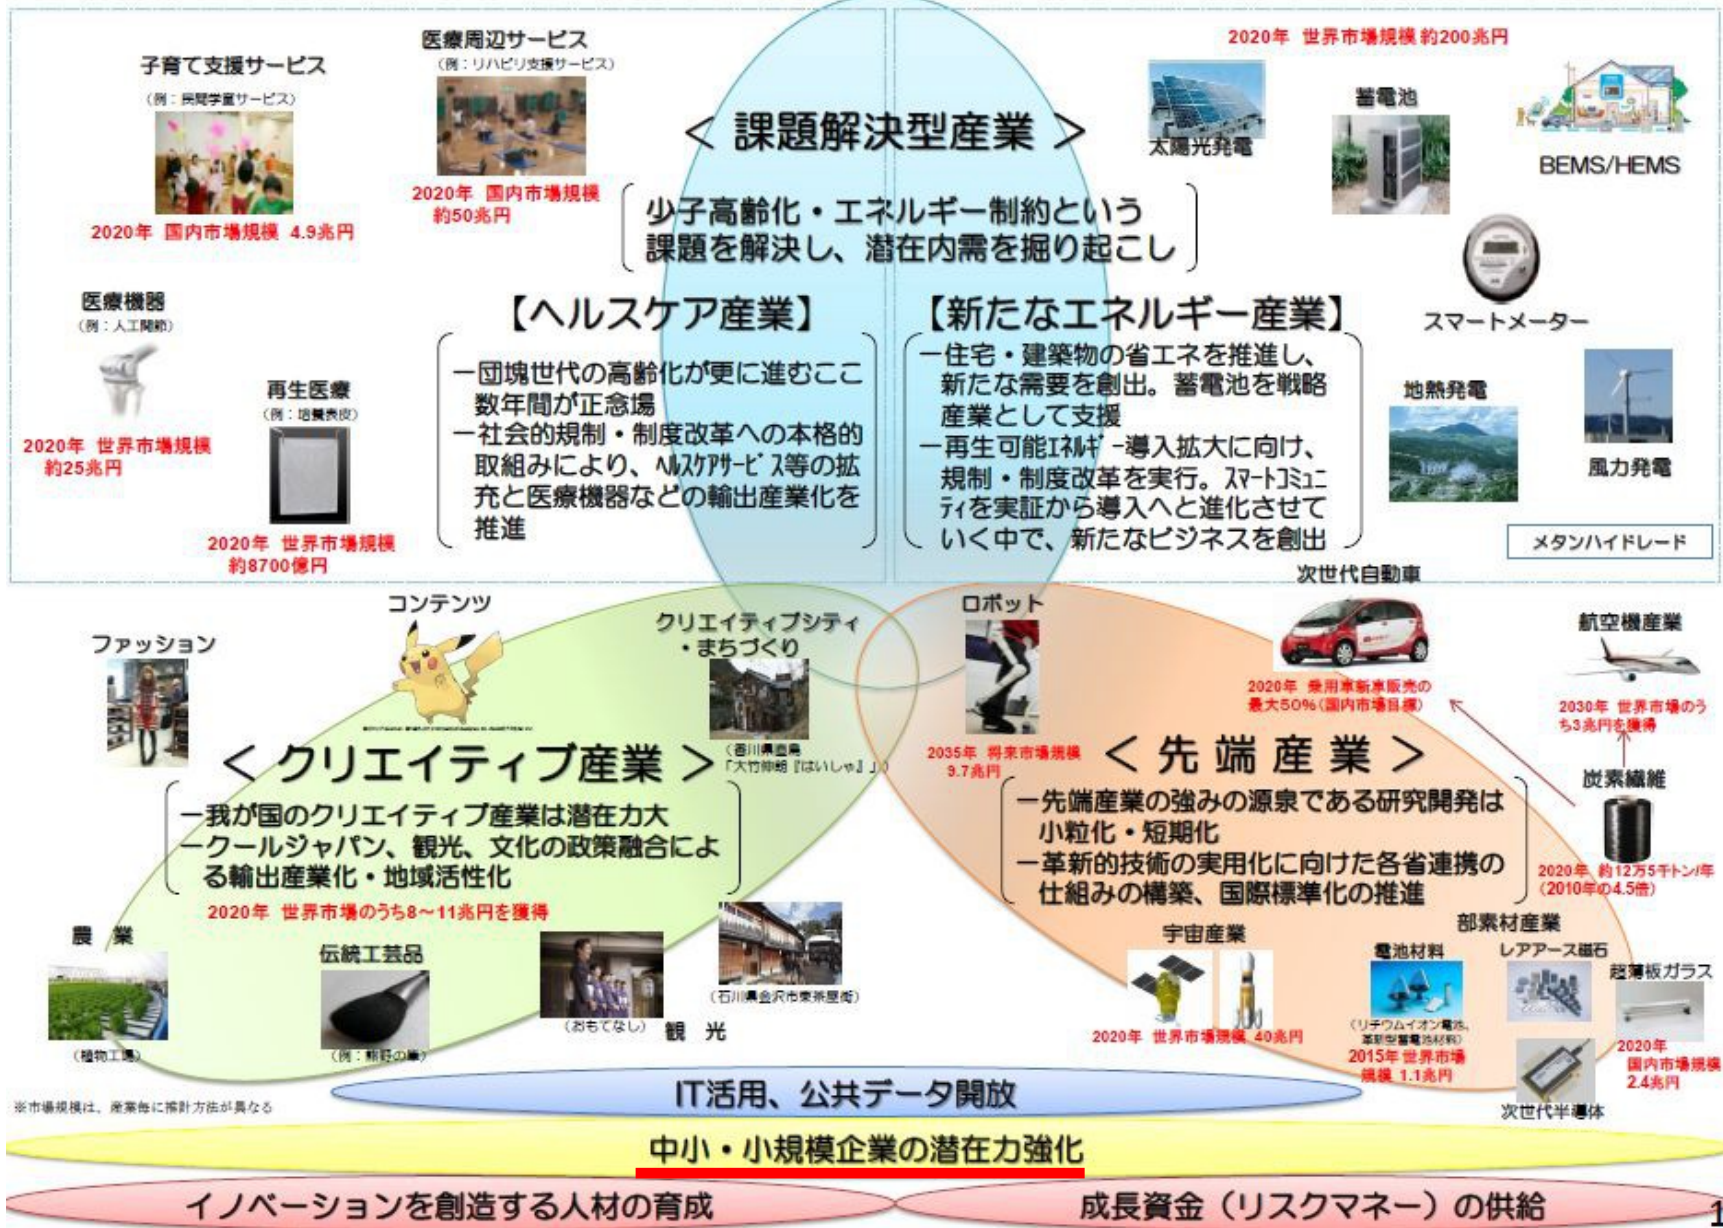 子育て支援サービス
（例：民間学童サービス）
2020年 国内市場規模 4.9兆円
医療周辺サービス
（例：リハビリ支援サービス）
2020年 国内市場規模
約50兆円
＜ 課題解決型産業 ＞
少子高齢化・エネルギー制約という
課題を解決し、潜在内需を掘り起こし
2020年 世界市場規模 約200兆円
太陽光発電
蓄電池
BEMS/HEMS
スマートメーター
地熱発電
風力発電
メタンハイドレード
医療機器
（例：人工関節）
2020年 世界市場規模
約25兆円
再生医療
（例：培養表皮）
2020年 世界市場規模
約8700億円
【ヘルスケア産業】
－団塊世代の高齢化が更に進むここ
数年間が正念場
－社会的規制・制度改革への本格的
取組みにより、ヘルスケアサービス等の拡
充と医療機器などの輸出産業化を
推進
【新たなエネルギー産業】
－住宅・建築物の省エネを推進し、
新たな需要を創出。蓄電池を戦略
産業として支援
－再生可能エネルギー導入拡大に向け、
規制・制度改革を実行。スマートコミュニ
ティを実証から導入へと進化させて
いく中で、新たなビジネスを創出
ファッション
コンテンツ
クリエイティブシティ
・まちづくり
（香川県直島
「大竹伸朗『はいしゃ』」）
＜ クリエイティブ産業 ＞
－我が国のクリエイティブ産業は潜在力大
－クールジャパン、観光、文化の政策融合によ
る輸出産業化・地域活性化
2020年 世界市場のうち8～11兆円を獲得
農 業
（植物工場）
伝統工芸品
（例：熊野の筆）
（おもてなし）
観 光
（石川県金沢市東茶屋街）
ロボット
2035年 将来市場規模
9.7兆円
次世代自動車
2020年 乗用車新車販売の
最大50%（国内市場目標）
航空機産業
2030年 世界市場のう
ち3兆円を獲得
炭素繊維
2020年 約12万5千トン/年
（2010年の4.5倍）
＜ 先 端 産 業 ＞
－先端産業の強みの源泉である研究開発は
小粒化・短期化
－革新的技術の実用化に向けた各省連携の
仕組みの構築、国際標準化の推進
宇宙産業
2020年 世界市場規模 40兆円
部素材産業
電池材料
（リチウムイオン電池、
革新型蓄電池材料）
2015年 世界市場
規模 1.1兆円
レアアース磁石
超薄板ガラス
2020年
国内市場規模
2.4兆円
次世代半導体
※市場規模は、産業毎に推計方法が異なる
IT活用、公共データ開放
中小・小規模企業の潜在力強化
イノベーションを創造する人材の育成
成長資金（リスクマネー）の供給
1